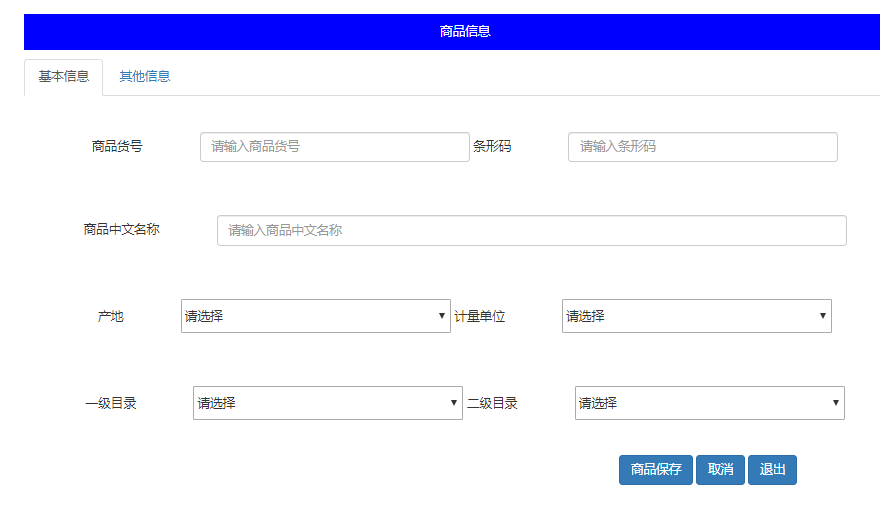 商品信息
基本信息 其他信息
商品货号 请输入商品货号 条形码 请输入条形码
商品中文名称 请输入商品中文名称
产地 请选择 计量单位 请选择
一级目录 请选择 二级目录 请选择
商品保存 取消 退出